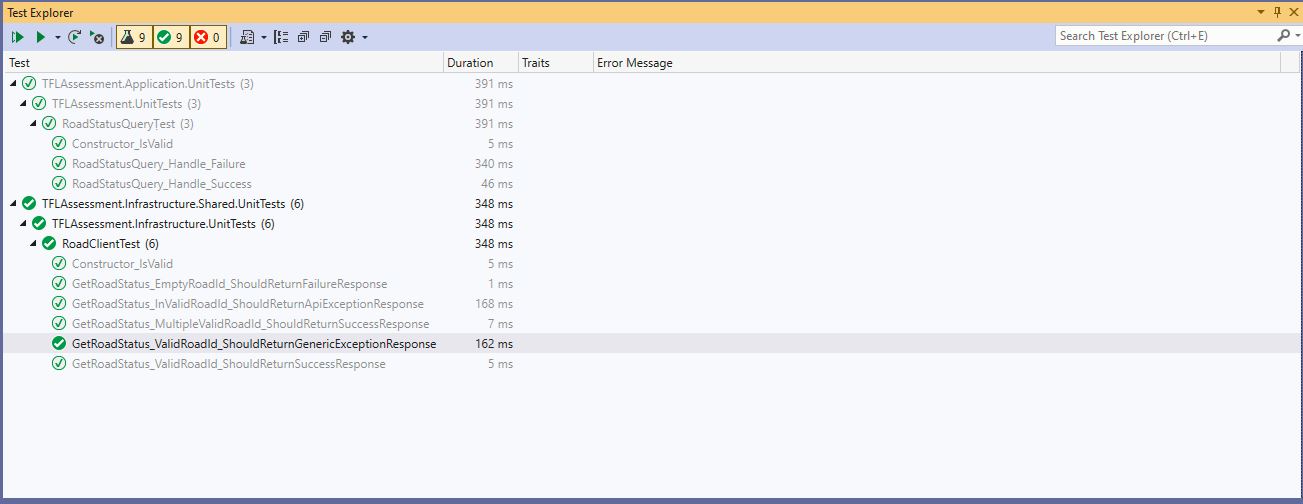 Test Explorer
9 9 0 Search Test Explorer (Ctrl+E)
Test Duration Traits Error Message
TFLAssessment.Application.UnitTests (3) 391 ms
TFLAssessment.UnitTests (3) 391 ms
RoadStatusQueryTest (3) 391 ms
Constructor_IsValid 5 ms
RoadStatusQuery_Handle_Failure 340 ms
RoadStatusQuery_Handle_Success 46 ms
TFLAssessment.Infrastructure.Shared.UnitTests (6) 348 ms
TFLAssessment.Infrastructure.UnitTests (6) 348 ms
RoadClientTest (6) 348 ms
Constructor_IsValid 5 ms
GetRoadStatus_EmptyRoadId_ShouldReturnFailureResponse 1 ms
GetRoadStatus_InValidRoadId_ShouldReturnApiExceptionResponse 168 ms
GetRoadStatus_MultipleValidRoadId_ShouldReturnSuccessResponse 7 ms
GetRoadStatus_ValidRoadId_ShouldReturnGenericExceptionResponse 162 ms
GetRoadStatus_ValidRoadId_ShouldReturnSuccessResponse 5 ms